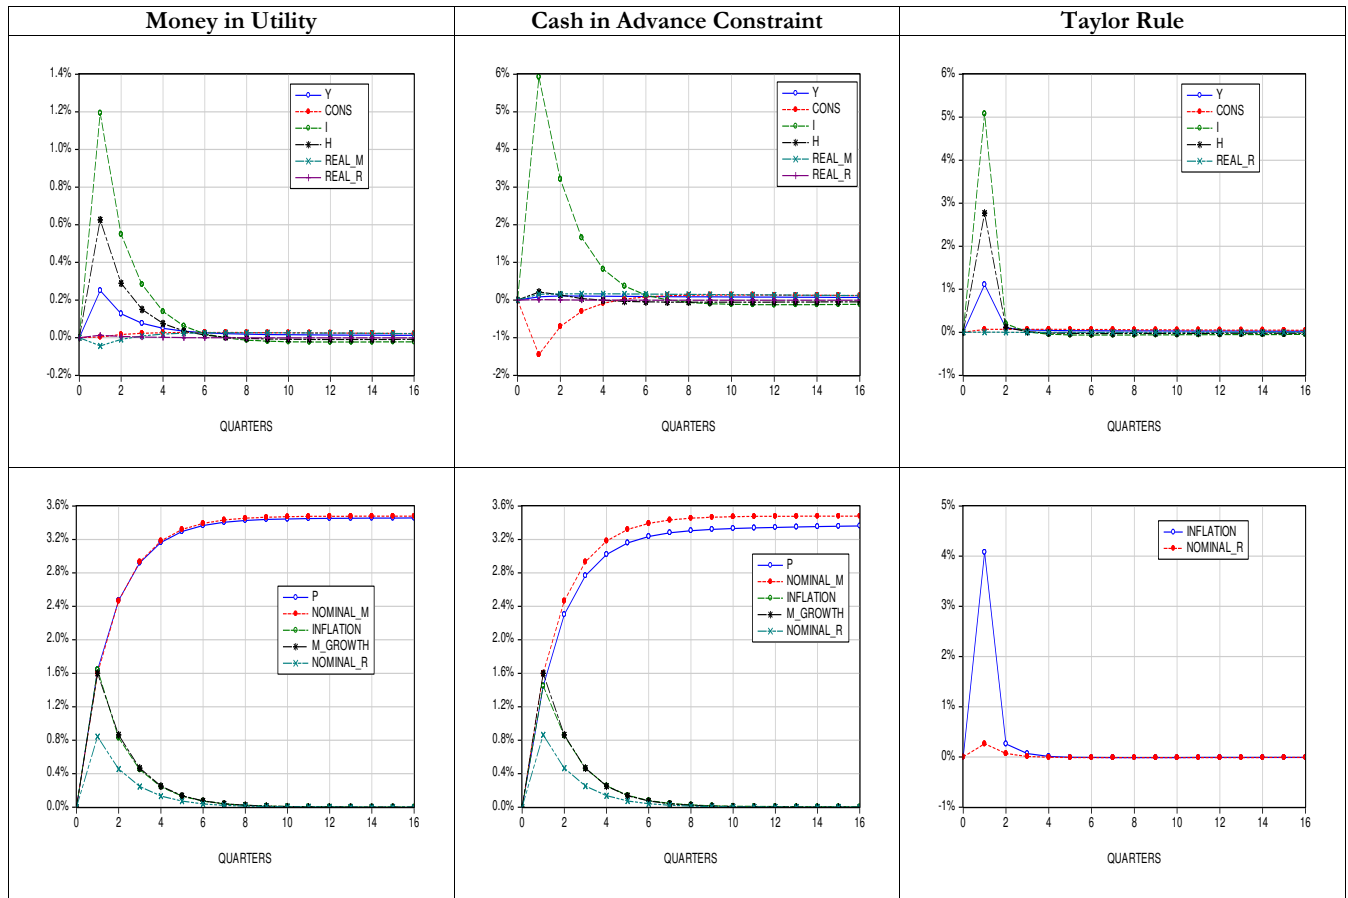 Money in Utility
Cash in Advance Constraint
Taylor Rule
1.4%
1.2%
1.0%
0.8%
0.6%
0.4%
0.2%
0.0%
-0.2%
Y
CONS
I
H
REAL_M
REAL_R
0 2 4 6 8 10 12 14 16
QUARTERS
6%
5%
4%
3%
2%
1%
0%
-1%
-2%
Y
CONS
I
H
REAL_M
REAL_R
0 2 4 6 8 10 12 14 16
QUARTERS
6%
5%
4%
3%
2%
1%
0%
-1%
Y
CONS
I
H
REAL_R
0 2 4 6 8 10 12 14 16
QUARTERS
3.6%
3.2%
2.8%
2.4%
2.0%
1.6%
1.2%
0.8%
0.4%
0.0%
P
NOMINAL_M
INFLATION
M_GROWTH
NOMINAL_R
0 2 4 6 8 10 12 14 16
QUARTERS
3.6%
3.2%
2.8%
2.4%
2.0%
1.6%
1.2%
0.8%
0.4%
0.0%
P
NOMINAL_M
INFLATION
M_GROWTH
NOMINAL_R
0 2 4 6 8 10 12 14 16
QUARTERS
5%
4%
3%
2%
1%
0%
-1%
INFLATION
NOMINAL_R
0 2 4 6 8 10 12 14 16
QUARTERS